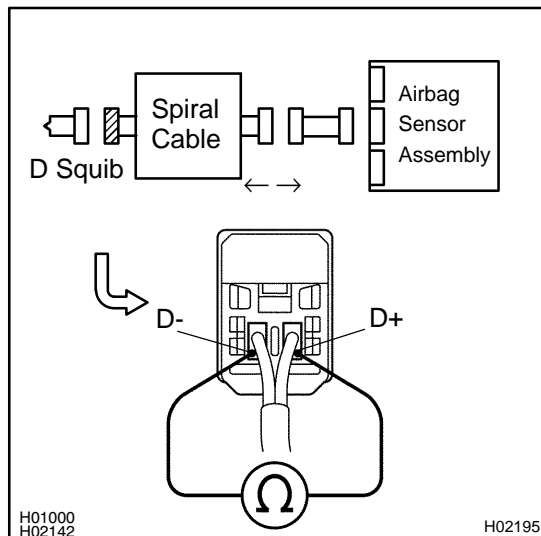 Spiral
Cable
D Squib
Airbag
Sensor
Assembly
D-
D+
Ω
H01000
H02142
H02195